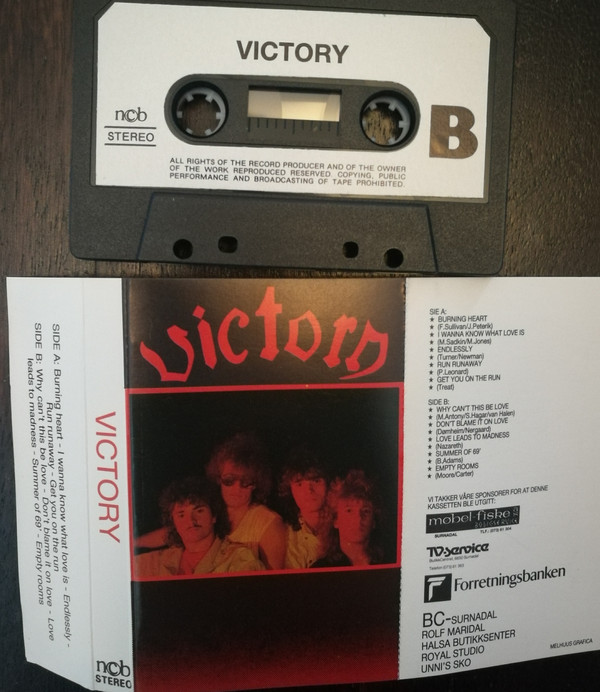 VICTORY
ncb
STEREO
B
ALL RIGHTS OF THE RECORD PRODUCER AND OF THE OWNER
OF THE WORK REPRODUCED RESERVED. COPYING, PUBLIC
PERFORMANCE AND BROADCASTING OF TAPE PROHIBITED.
SIDE A: Burning heart - I wanna know what love is - Endlessly -
Run runaway - Get you on the run
SIDE B: Why can't this be love - Don't blame it on love - Love
leads to madness - Summer of 69' - Empty rooms
VICTORY
ncb
STEREO
Victory
SIE A:
★ BURNING HEART
★ (F.Sullivan/J.Peterik)
★ I WANNA KNOW WHAT LOVE IS
★ (M.Sadkin/M.Jones)
★ ENDLESSLY
★ (Turner/Newman)
★ RUN RUNAWAY
★ (P.Leonard)
★ GET YOU ON THE RUN
★ (Treat)
SIDE B:
★ WHY CAN'T THIS BE LOVE
★ (M.Antony/S.Hagar/van Halen)
★ DON'T BLAME IT ON LOVE
★ (Dørnheim/Nergaard)
★ LOVE LEADS TO MADNESS
★ (Nazareth)
★ SUMMER OF 69'
★ (B.Adams)
★ EMPTY ROOMS
★ (Moore/Carter)
VI TAKKER VÅRE SPONSORER FOR AT DENNE
KASSETTEN BLE UTGITT:
møbel-fiske
SURNADAL
TV-service
Forretningsbanken
BC-SURNADAL
ROLF MARIDAL
HALSA BUTIKKSENTER
ROYAL STUDIO
UNNI'S SKO
MELHUUS GRAFICA